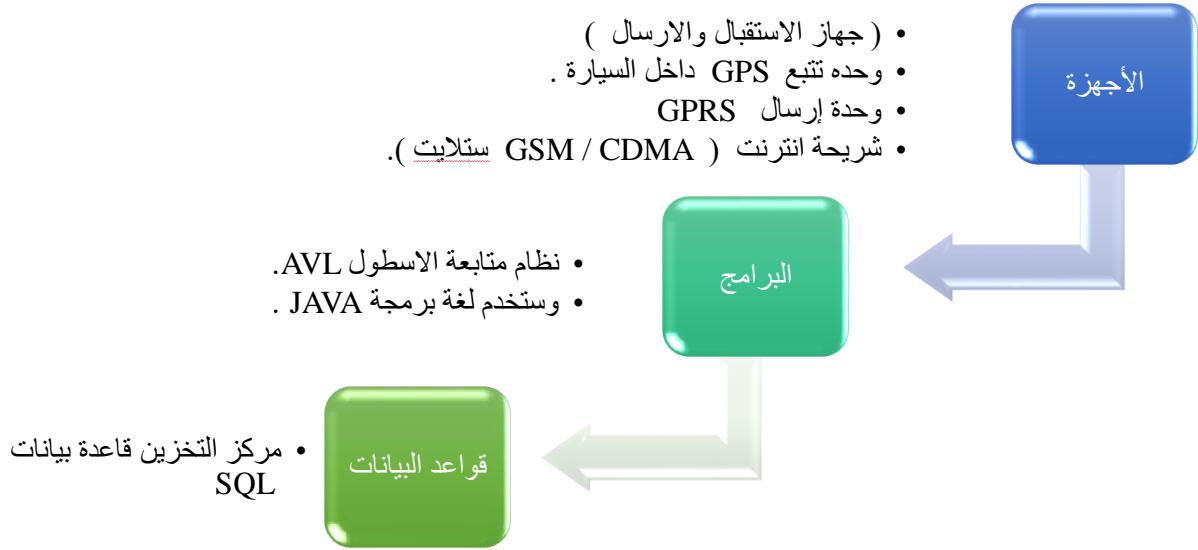 الأجهزة
• ( جهاز الاستقبال والارسال )
• وحده تتبع GPS داخل السيارة .
• وحدة إرسال GPRS
• شريحة انترنت ( GSM / CDMA ستلايت ).
البرامج
• نظام متابعة الاسطول AVL.
• وستخدم لغة برمجة JAVA .
قواعد البيانات
• مركز التخزين قاعدة بيانات
SQL